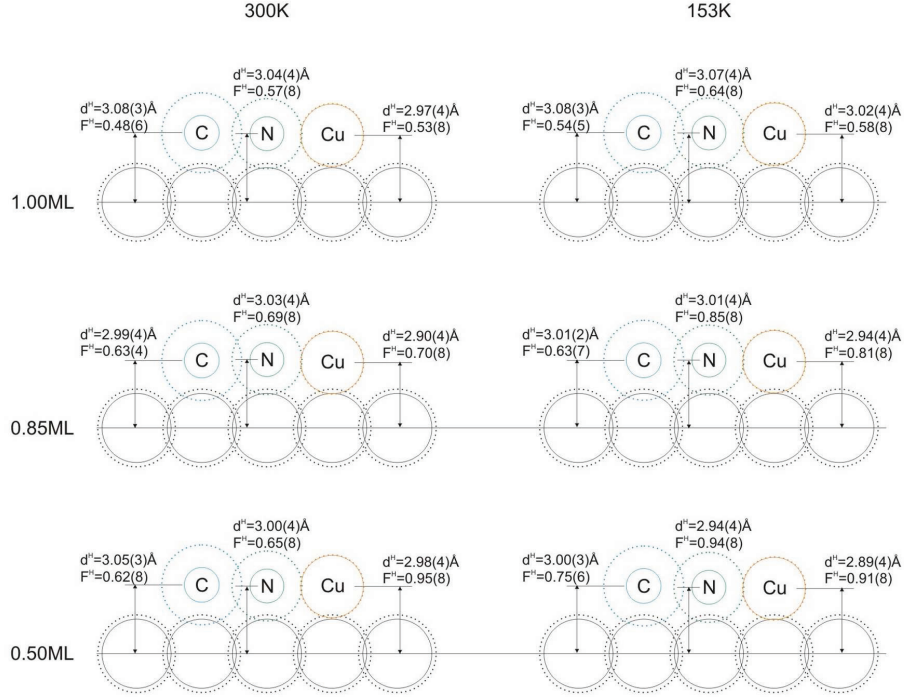 300K 153K
d^H=3.04(4)Å
F^H=0.57(8)
d^H=3.08(3)Å
F^H=0.48(6)
d^H=2.97(4)Å
F^H=0.53(8)
C N Cu
d^H=3.07(4)Å
F^H=0.64(8)
d^H=3.08(3)Å
F^H=0.54(5)
d^H=3.02(4)Å
F^H=0.58(8)
C N Cu
1.00ML
d^H=3.03(4)Å
F^H=0.69(8)
d^H=2.99(4)Å
F^H=0.63(4)
d^H=2.90(4)Å
F^H=0.70(8)
C N Cu
d^H=3.01(4)Å
F^H=0.85(8)
d^H=3.01(2)Å
F^H=0.63(7)
d^H=2.94(4)Å
F^H=0.81(8)
C N Cu
0.85ML
d^H=3.00(4)Å
F^H=0.65(8)
d^H=3.05(3)Å
F^H=0.62(8)
d^H=2.98(4)Å
F^H=0.95(8)
C N Cu
d^H=2.94(4)Å
F^H=0.94(8)
d^H=3.00(3)Å
F^H=0.75(6)
d^H=2.89(4)Å
F^H=0.91(8)
C N Cu
0.50ML